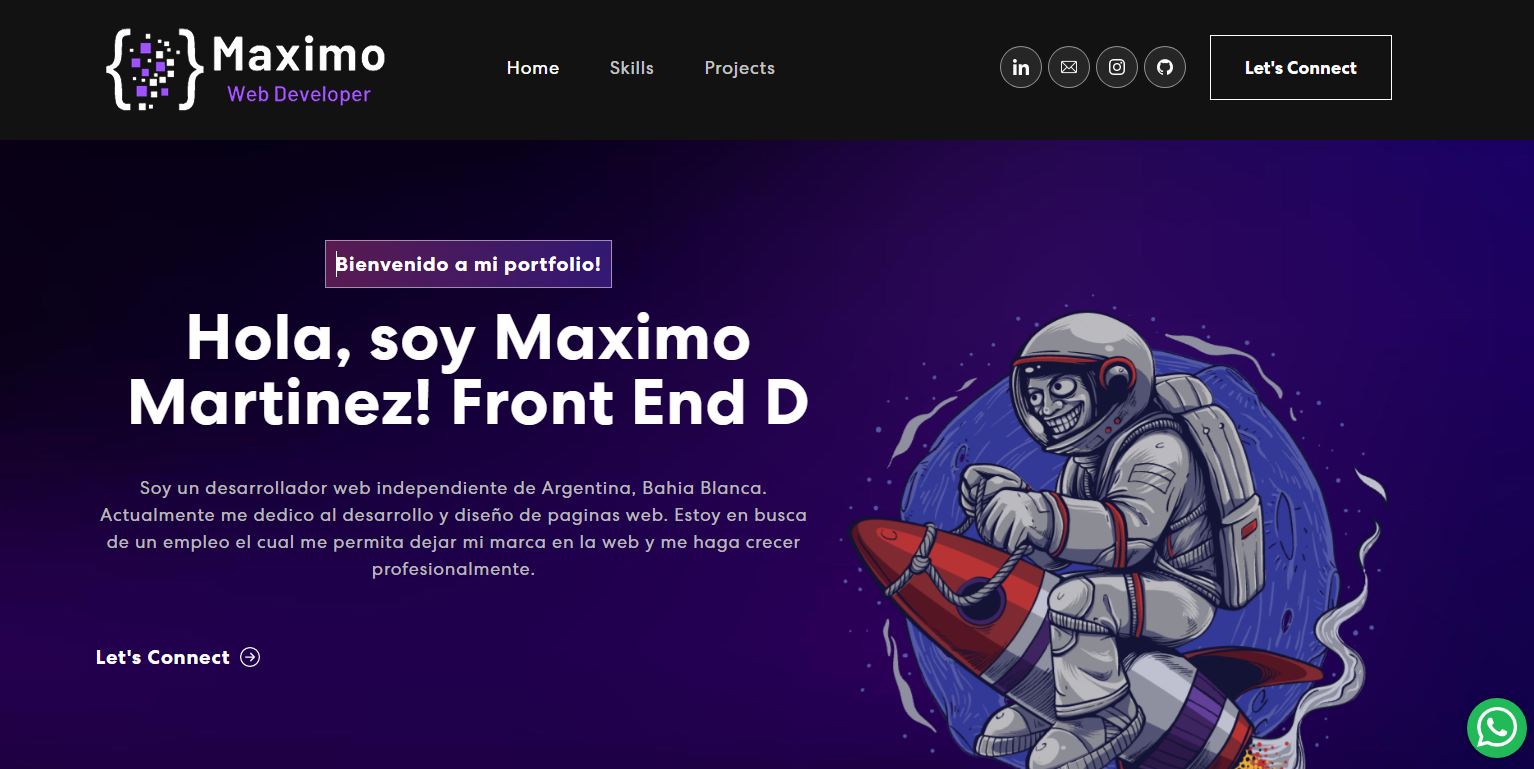 Maximo
Web Developer
Home
Skills
Projects
in
Let's Connect
Bienvenido a mi portfolio!
Hola, soy Maximo
Martinez! Front End D
Soy un desarrollador web independiente de Argentina, Bahia Blanca.
Actualmente me dedico al desarrollo y diseño de paginas web. Estoy en busca
de un empleo el cual me permita dejar mi marca en la web y me haga crecer
profesionalmente.
Let's Connect